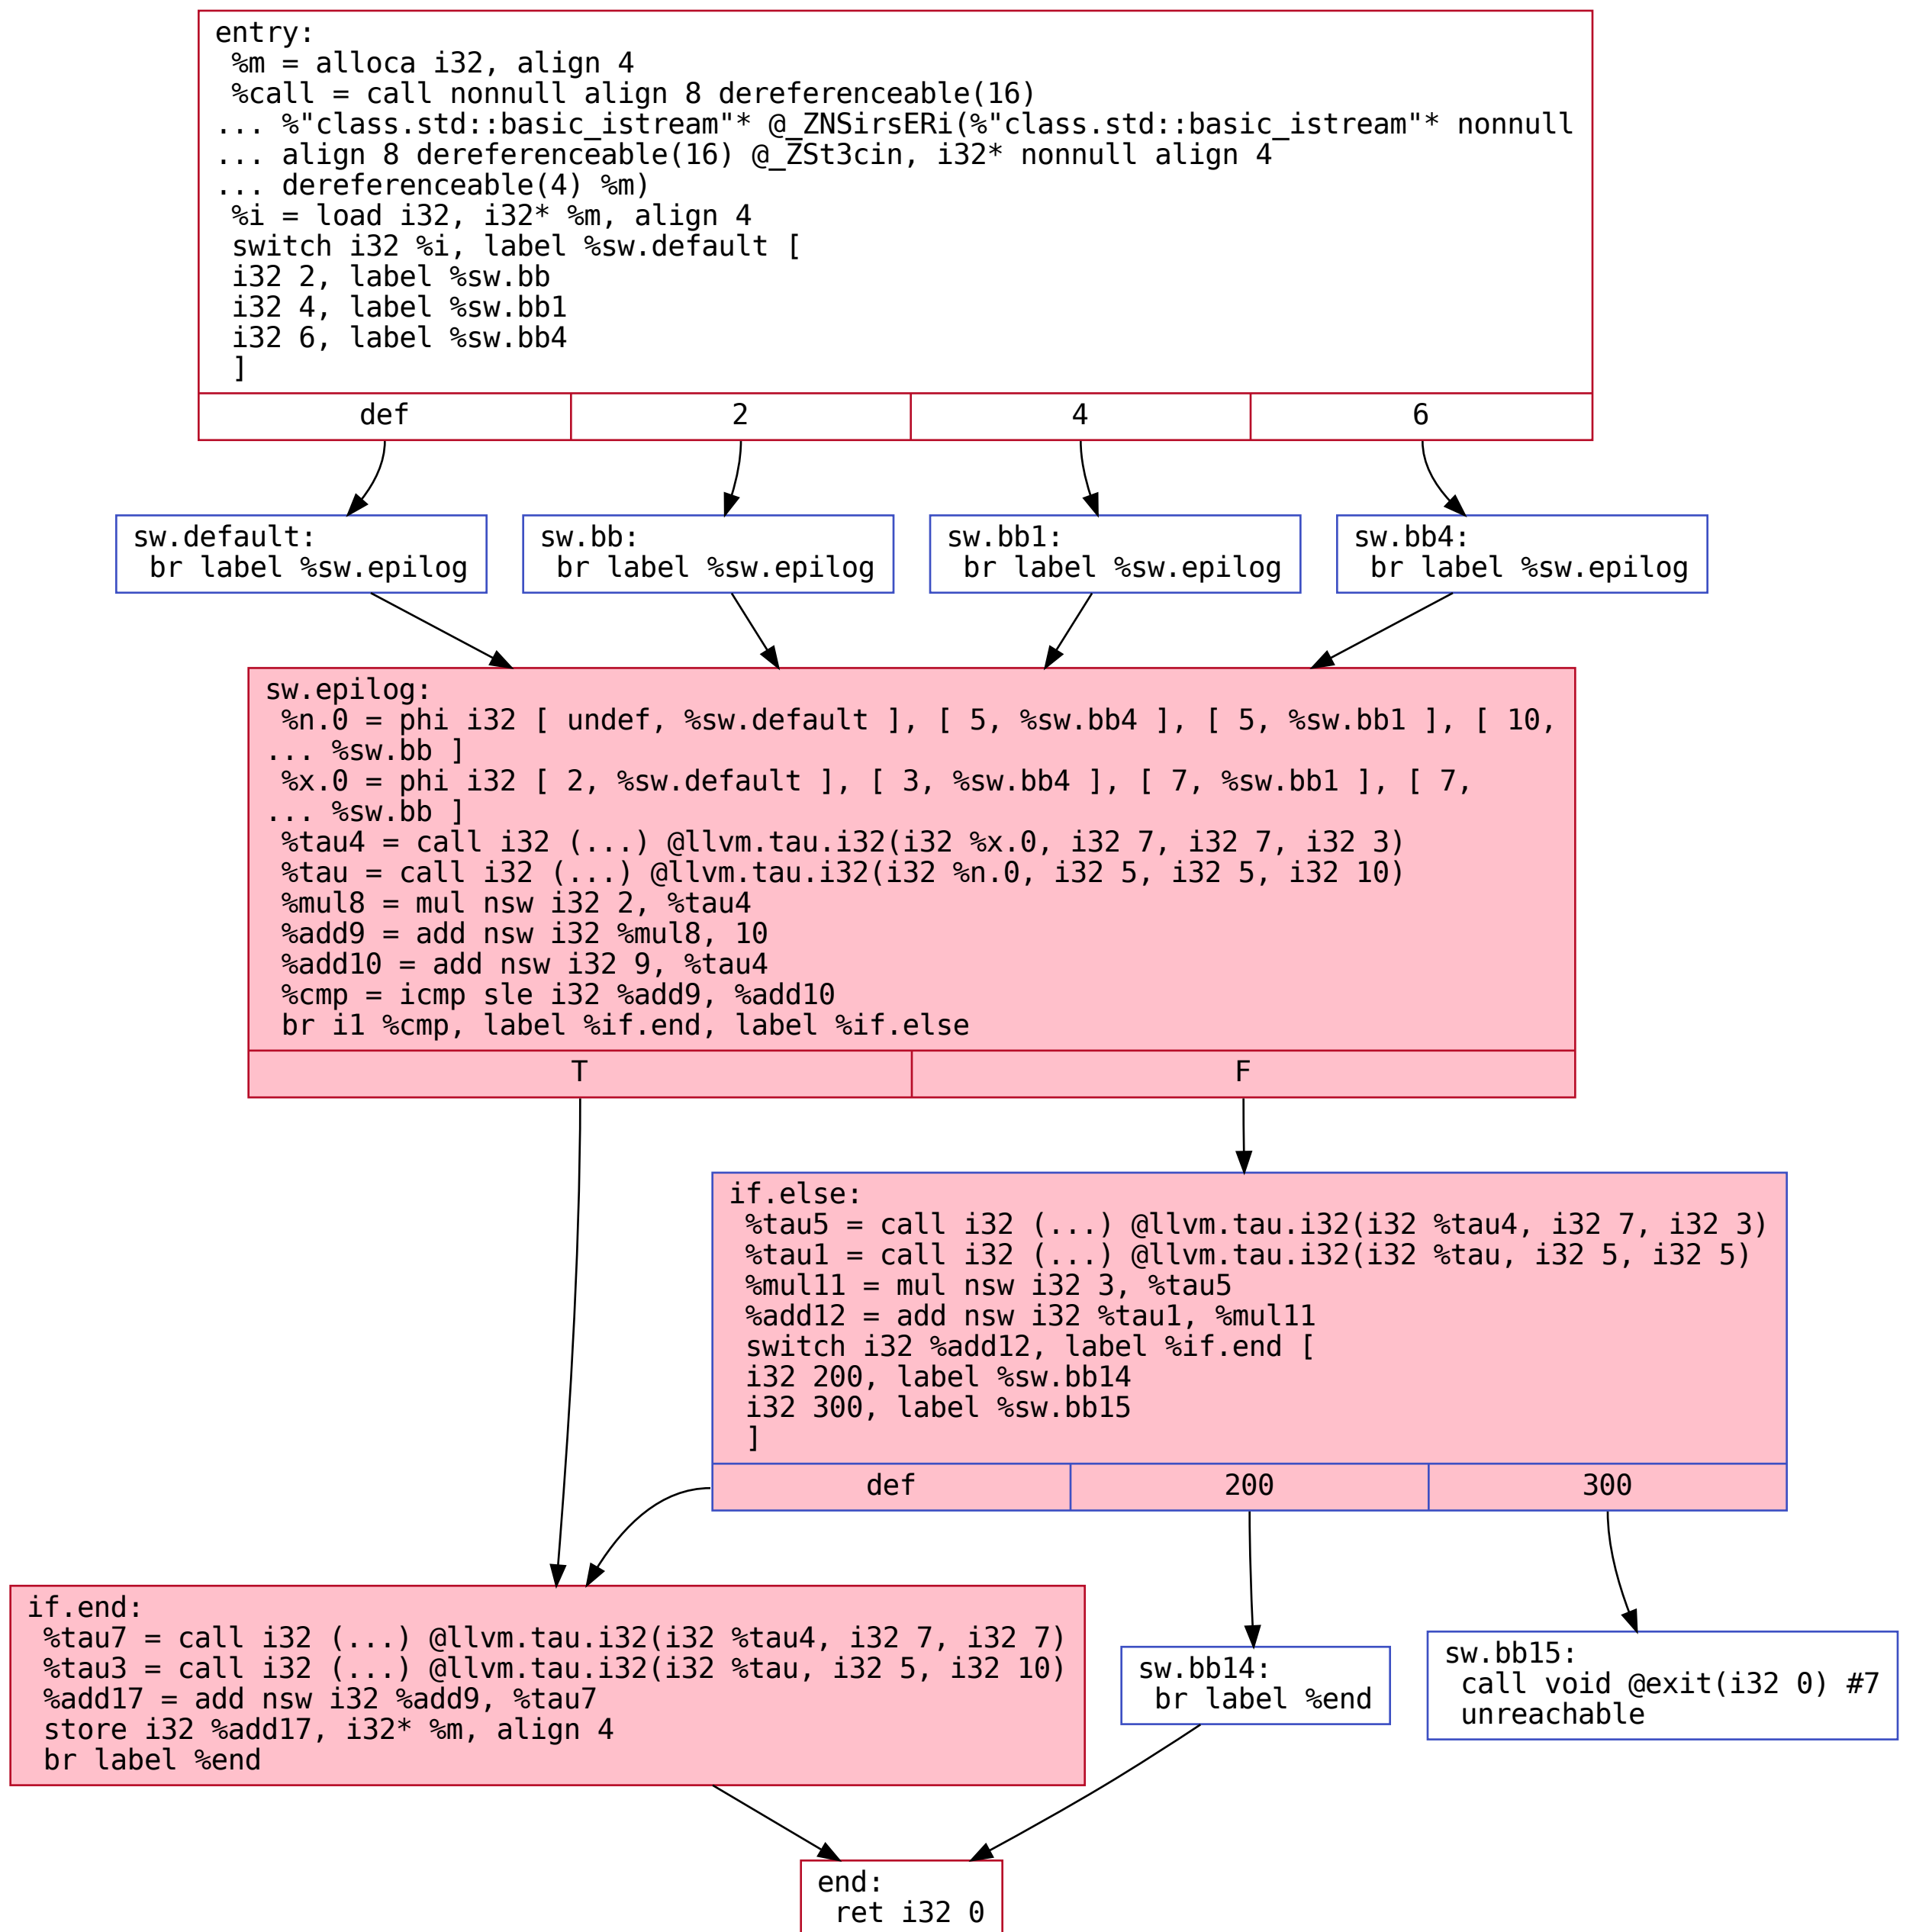 entry:
%m = alloca i32, align 4
%call = call nonnull align 8 dereferenceable(16)
... %"class.std::basic_istream"* @_ZNSirsERi(%"class.std::basic_istream"* nonnull
... align 8 dereferenceable(16) @_ZSt3cin, i32* nonnull align 4
... dereferenceable(4) %m)
%i = load i32, i32* %m, align 4
switch i32 %i, label %sw.default [
i32 2, label %sw.bb
i32 4, label %sw.bb1
i32 6, label %sw.bb4
]
def 2 4 6
sw.default:
br label %sw.epilog
sw.bb:
br label %sw.epilog
sw.bb1:
br label %sw.epilog
sw.bb4:
br label %sw.epilog
sw.epilog:
%n.0 = phi i32 [ undef, %sw.default ], [ 5, %sw.bb4 ], [ 5, %sw.bb1 ], [ 10,
... %sw.bb ]
%x.0 = phi i32 [ 2, %sw.default ], [ 3, %sw.bb4 ], [ 7, %sw.bb1 ], [ 7,
... %sw.bb ]
%tau4 = call i32 (...) @llvm.tau.i32(i32 %x.0, i32 7, i32 7, i32 3)
%tau = call i32 (...) @llvm.tau.i32(i32 %n.0, i32 5, i32 5, i32 10)
%mul8 = mul nsw i32 2, %tau4
%add9 = add nsw i32 %mul8, 10
%add10 = add nsw i32 9, %tau4
%cmp = icmp sle i32 %add9, %add10
br i1 %cmp, label %if.end, label %if.else
T F
if.else:
%tau5 = call i32 (...) @llvm.tau.i32(i32 %tau4, i32 7, i32 3)
%tau1 = call i32 (...) @llvm.tau.i32(i32 %tau, i32 5, i32 5)
%mul11 = mul nsw i32 3, %tau5
%add12 = add nsw i32 %tau1, %mul11
switch i32 %add12, label %if.end [
i32 200, label %sw.bb14
i32 300, label %sw.bb15
]
def 200 300
if.end:
%tau7 = call i32 (...) @llvm.tau.i32(i32 %tau4, i32 7, i32 7)
%tau3 = call i32 (...) @llvm.tau.i32(i32 %tau, i32 5, i32 10)
%add17 = add nsw i32 %add9, %tau7
store i32 %add17, i32* %m, align 4
br label %end
sw.bb14:
br label %end
sw.bb15:
call void @exit(i32 0) #7
unreachable
end:
ret i32 0